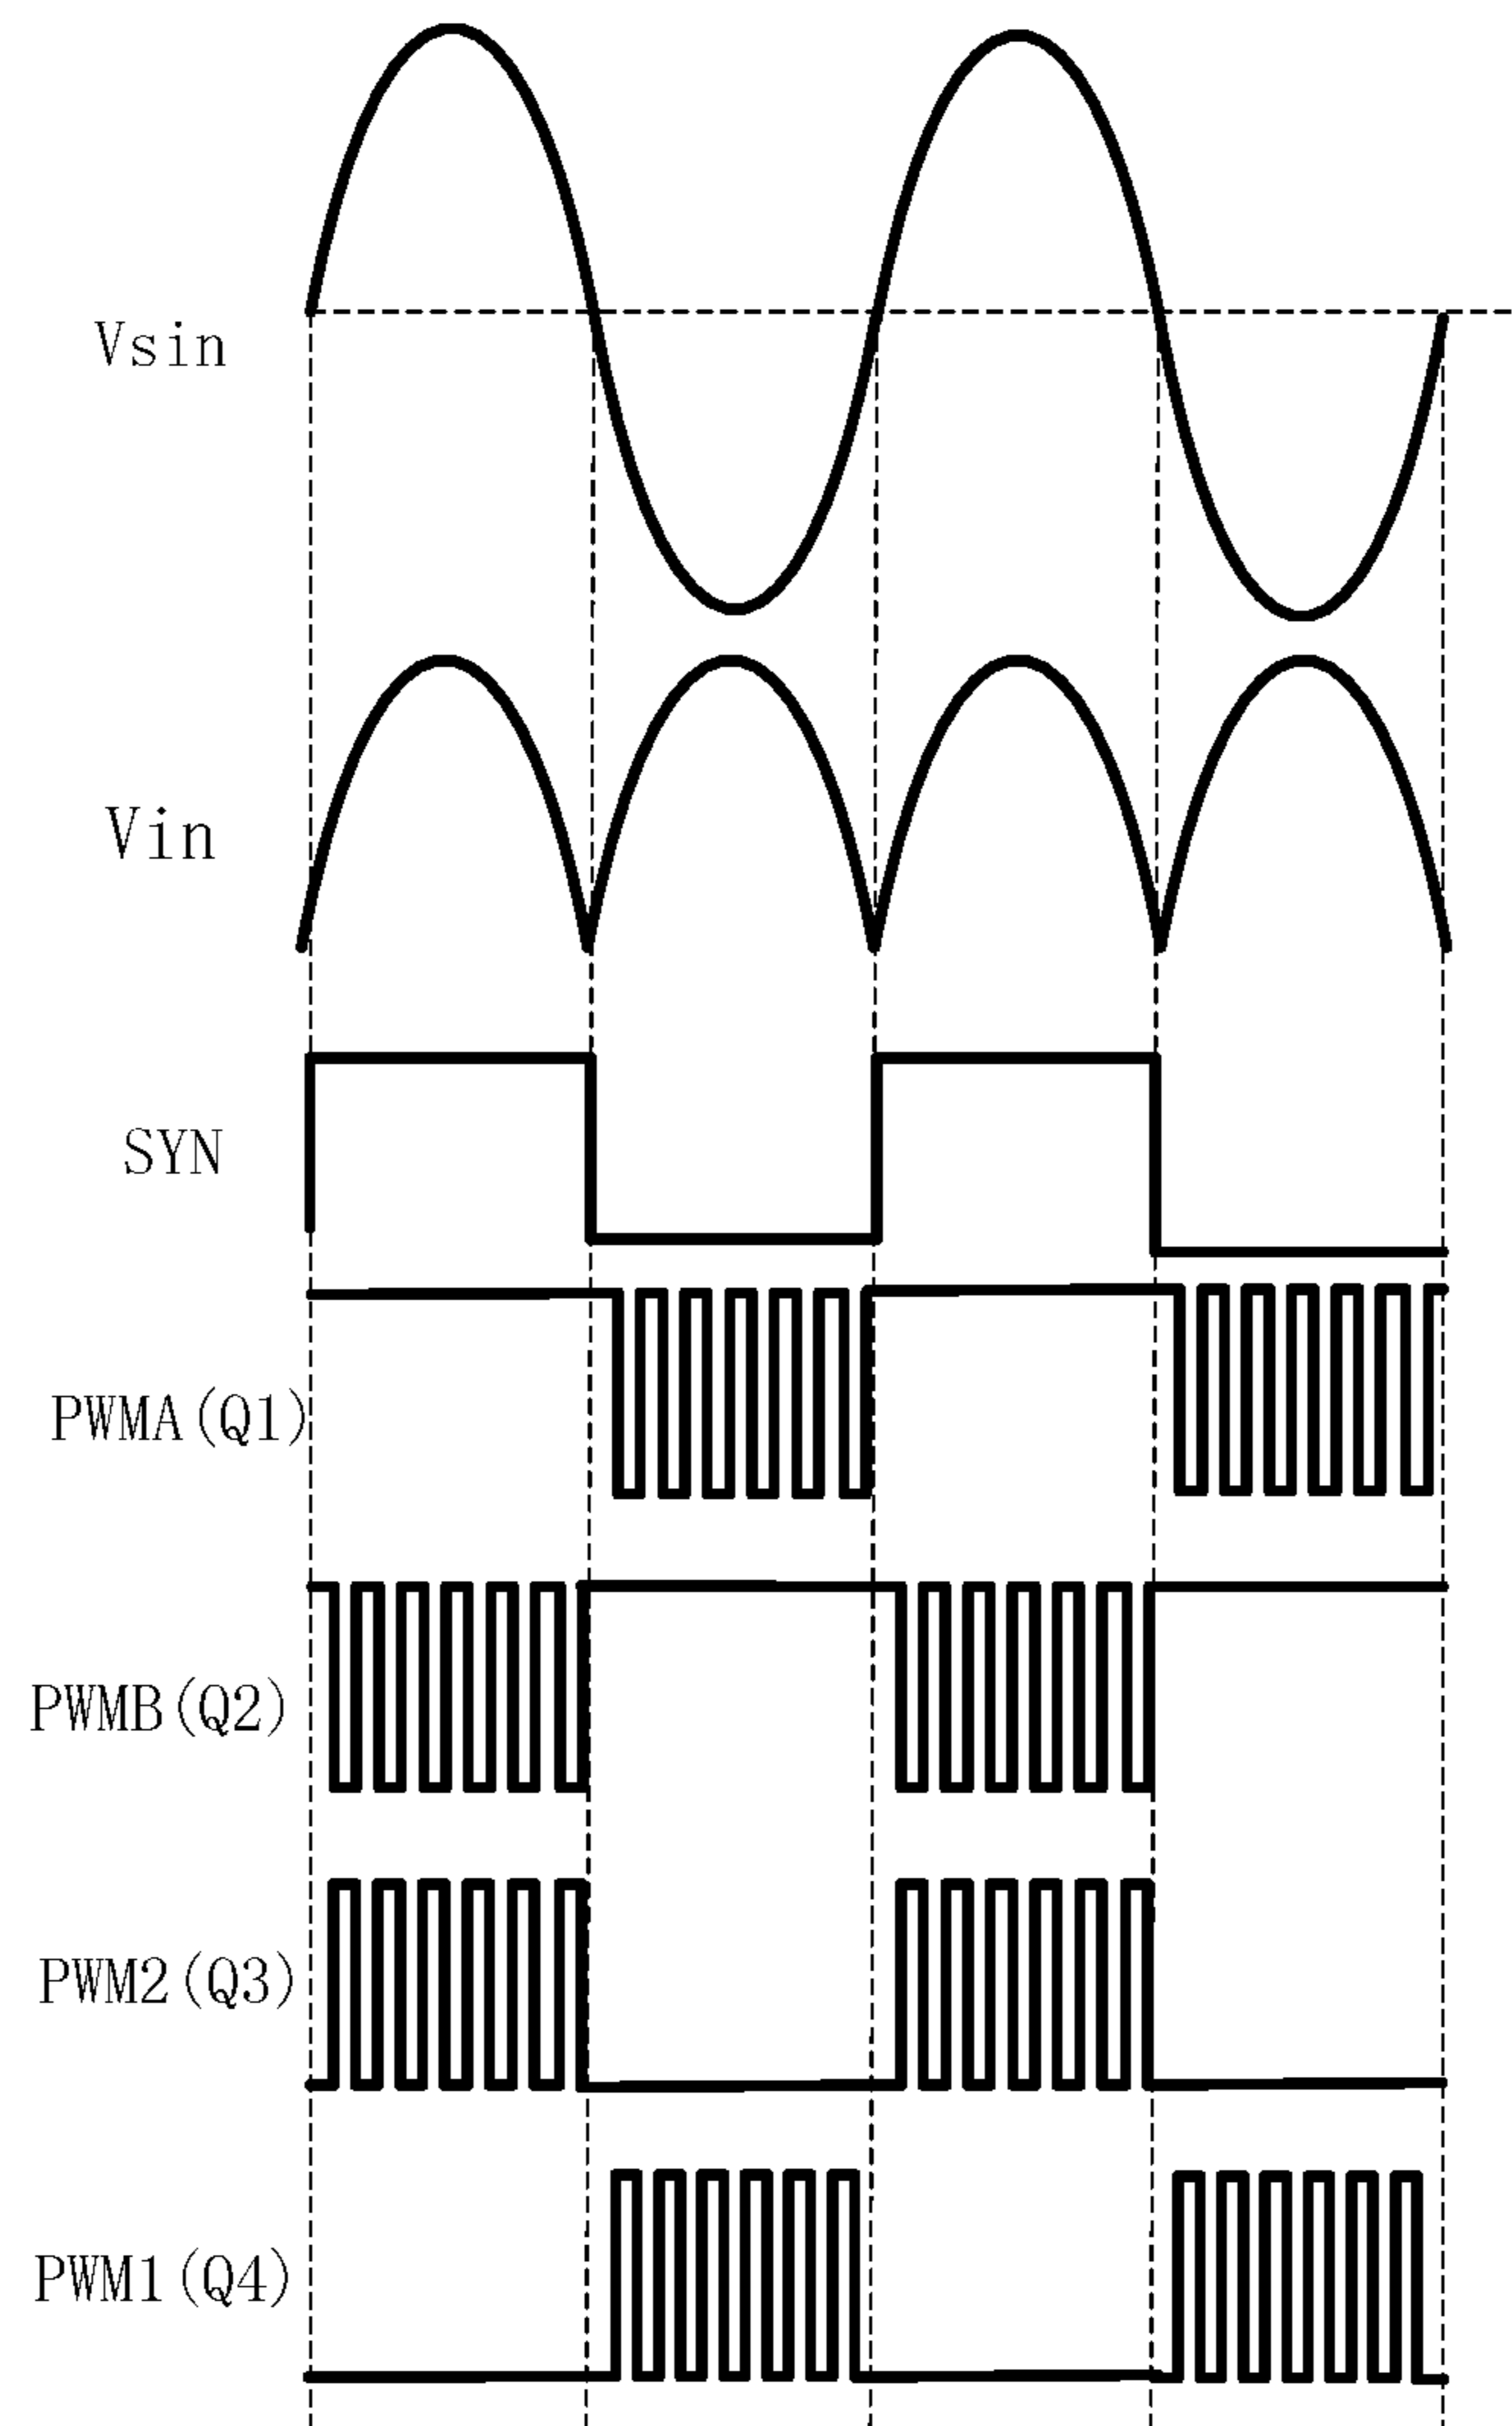 Vsin
Vin
SYN
PWMA(Q1)
PWMB(Q2)
PWM2(Q3)
PWM1(Q4)